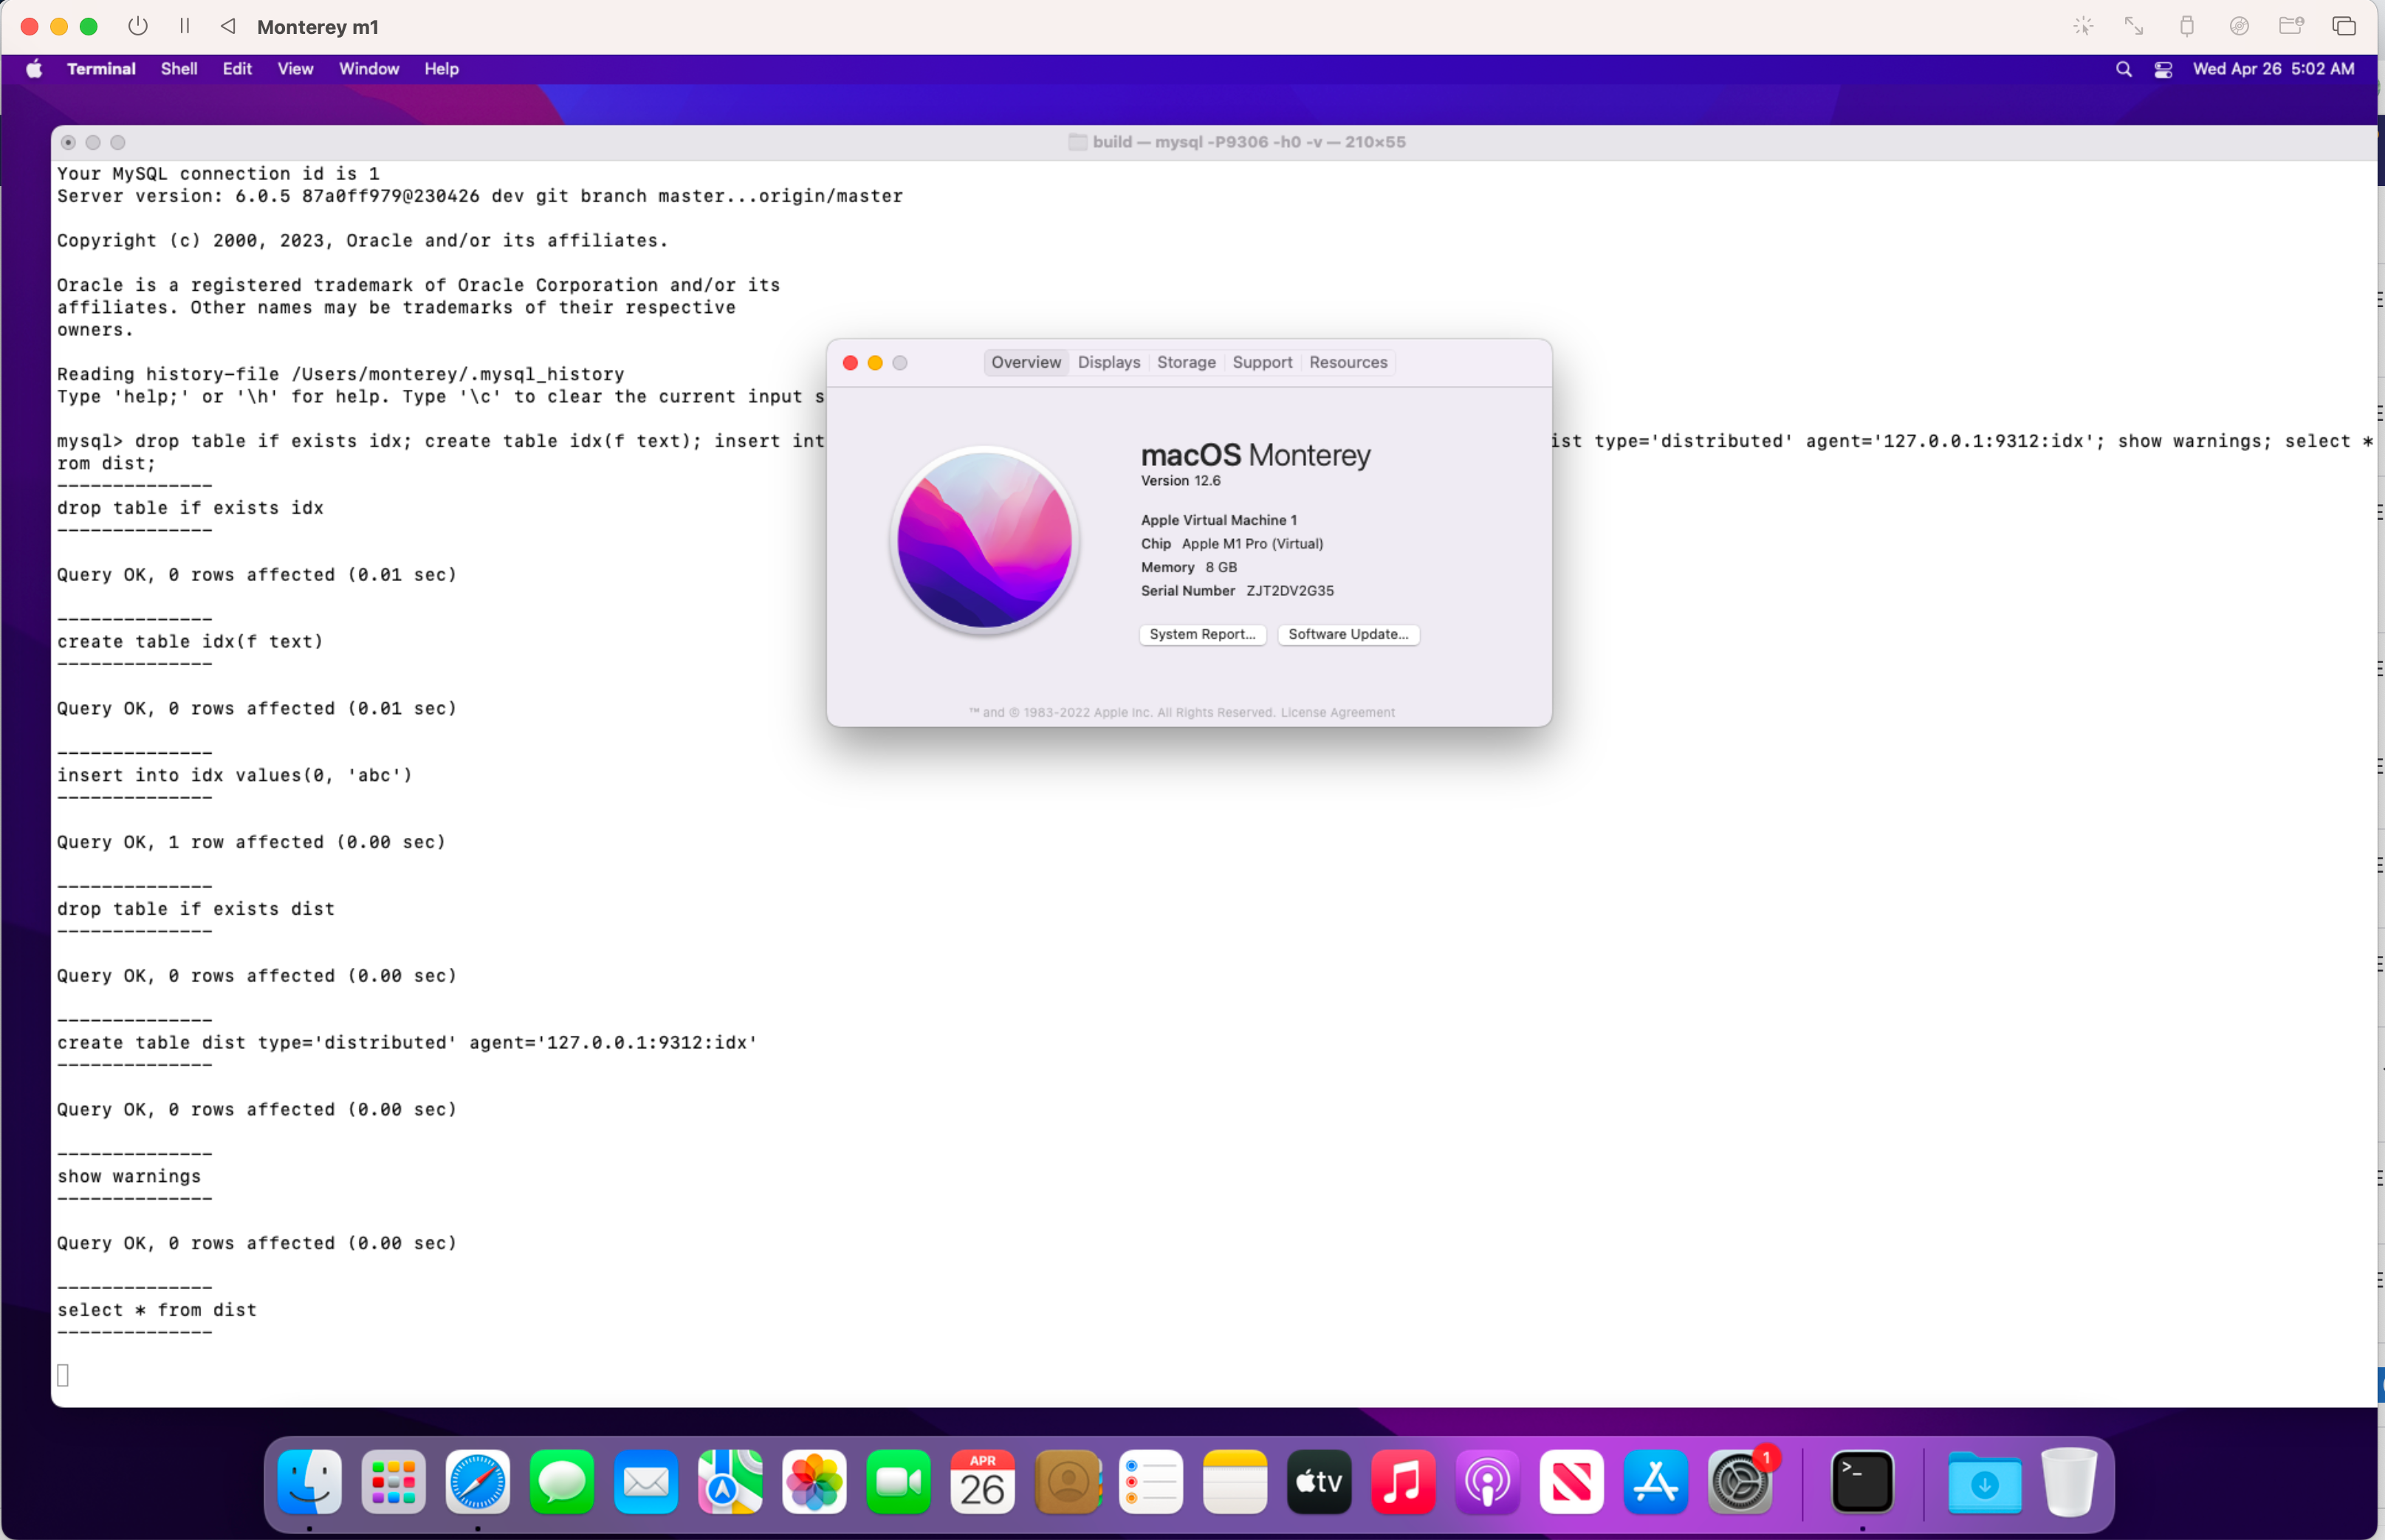 Monterey m1
Terminal Shell Edit View Window Help Wed Apr 26 5:02 AM
build — mysql -P9306 -h0 -v — 210×55
Your MySQL connection id is 1
Server version: 6.0.5 87a0ff979@230426 dev git branch master...origin/master
Copyright (c) 2000, 2023, Oracle and/or its affiliates.
Oracle is a registered trademark of Oracle Corporation and/or its
affiliates. Other names may be trademarks of their respective
owners.
Reading history-file /Users/monterey/.mysql_history
Type 'help;' or '\h' for help. Type '\c' to clear the current input s
mysql> drop table if exists idx; create table idx(f text); insert int
ist type='distributed' agent='127.0.0.1:9312:idx'; show warnings; select *
rom dist;
--------------
drop table if exists idx
--------------
Query OK, 0 rows affected (0.01 sec)
--------------
create table idx(f text)
--------------
Query OK, 0 rows affected (0.01 sec)
--------------
insert into idx values(0, 'abc')
--------------
Query OK, 1 row affected (0.00 sec)
--------------
drop table if exists dist
--------------
Query OK, 0 rows affected (0.00 sec)
--------------
create table dist type='distributed' agent='127.0.0.1:9312:idx'
--------------
Query OK, 0 rows affected (0.00 sec)
--------------
show warnings
--------------
Query OK, 0 rows affected (0.00 sec)
--------------
select * from dist
--------------
Overview Displays Storage Support Resources
macOS Monterey
Version 12.6
Apple Virtual Machine 1
Chip Apple M1 Pro (Virtual)
Memory 8 GB
Serial Number ZJT2DV2G35
System Report... Software Update...
™ and © 1983-2022 Apple Inc. All Rights Reserved. License Agreement
APR
26
tv
1
>_